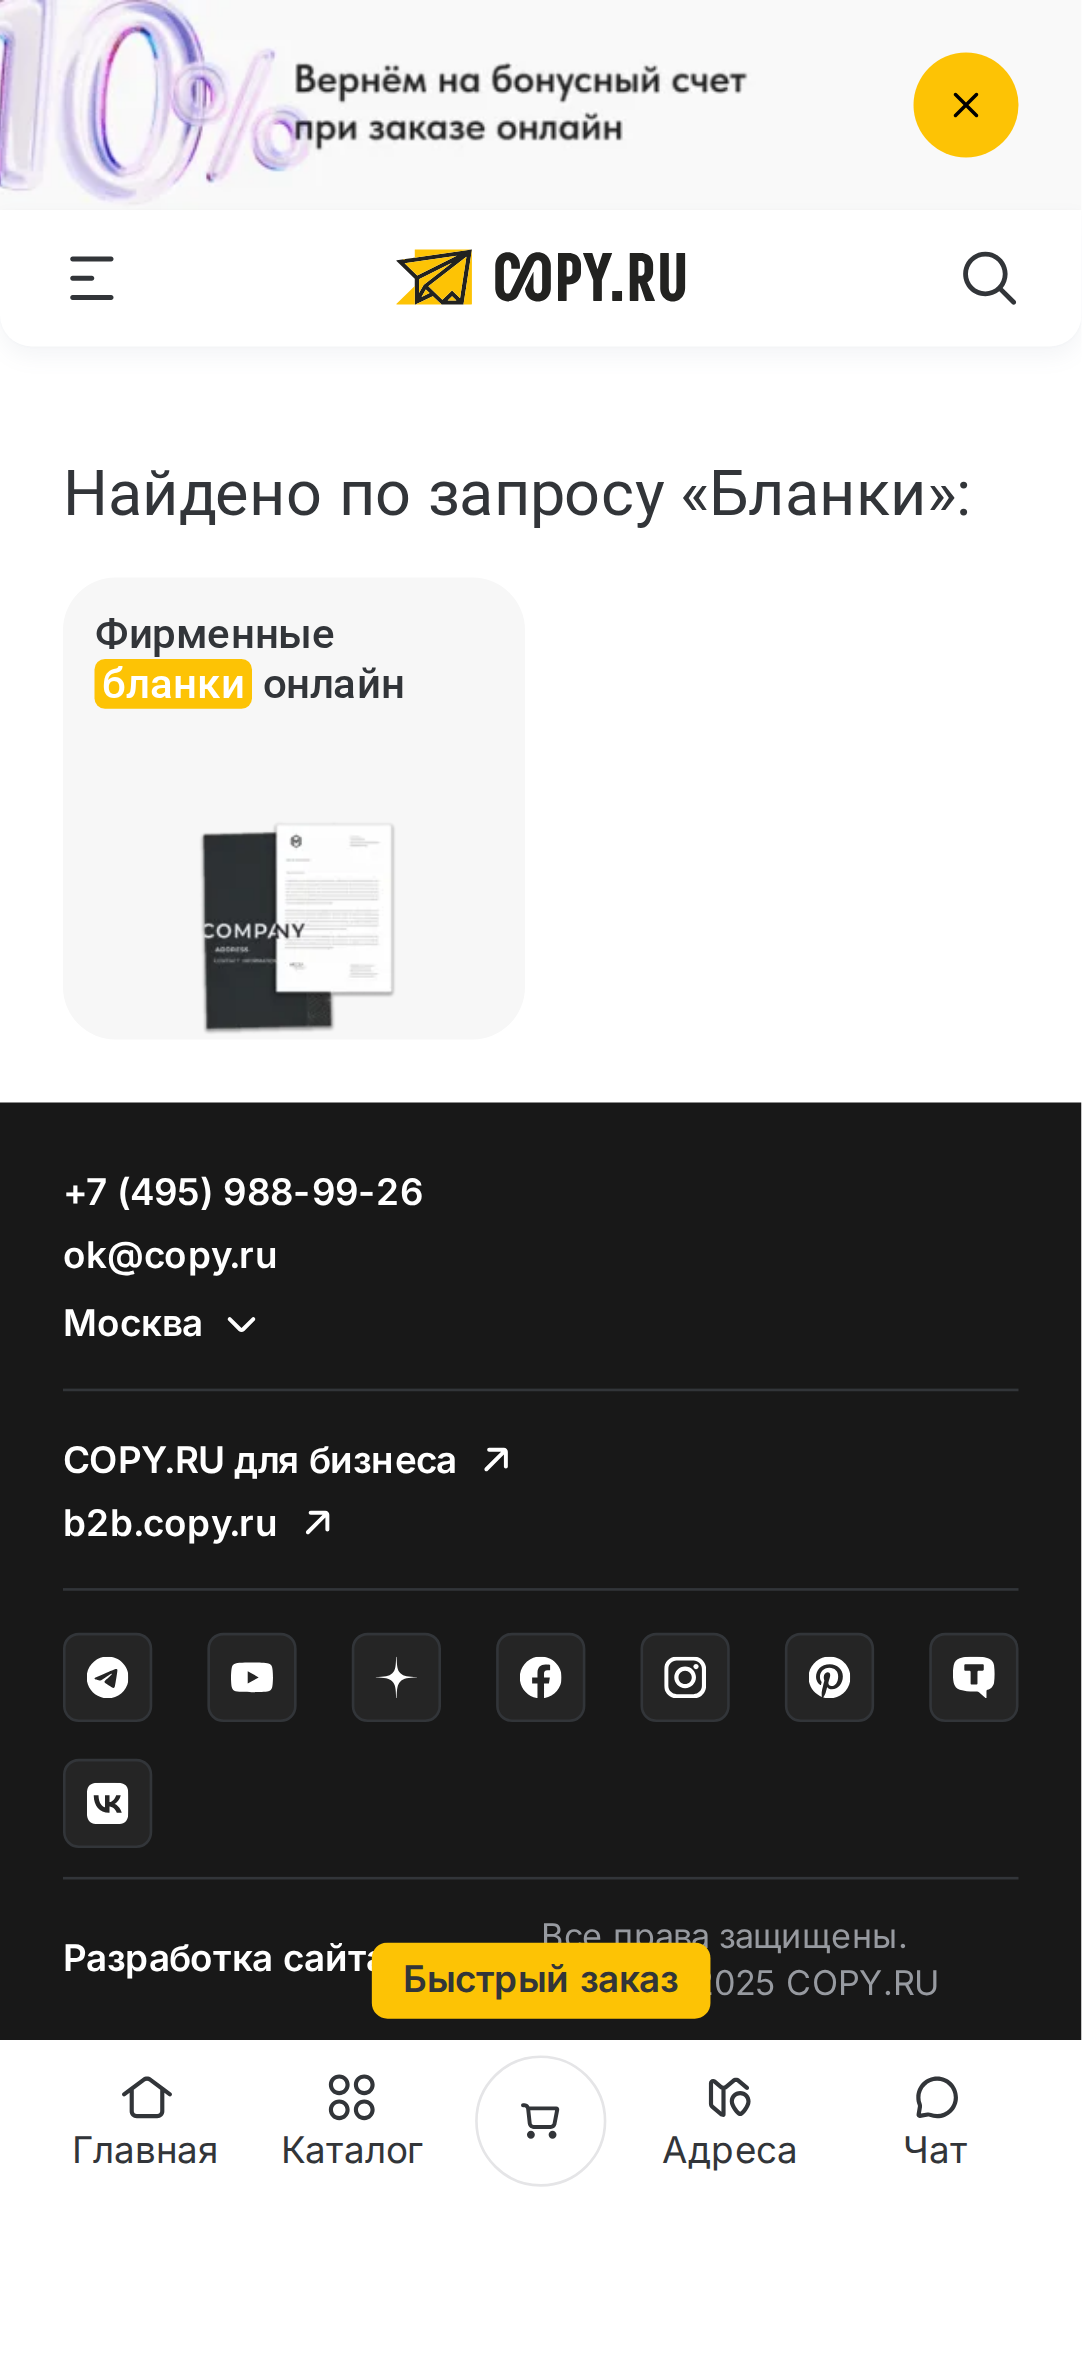 10%
Вернём на бонусный счет
при заказе онлайн
COPY.RU
Найдено по запросу «Бланки»:
Фирменные
бланки онлайн
COMPANY
ADDRESS
+7 (495) 988-99-26
ok@copy.ru
Москва
COPY.RU для бизнеса
b2b.copy.ru
Все права защищены.
Разработка сайта
2025 COPY.RU
Быстрый заказ
Главная
Каталог
Адреса
Чат